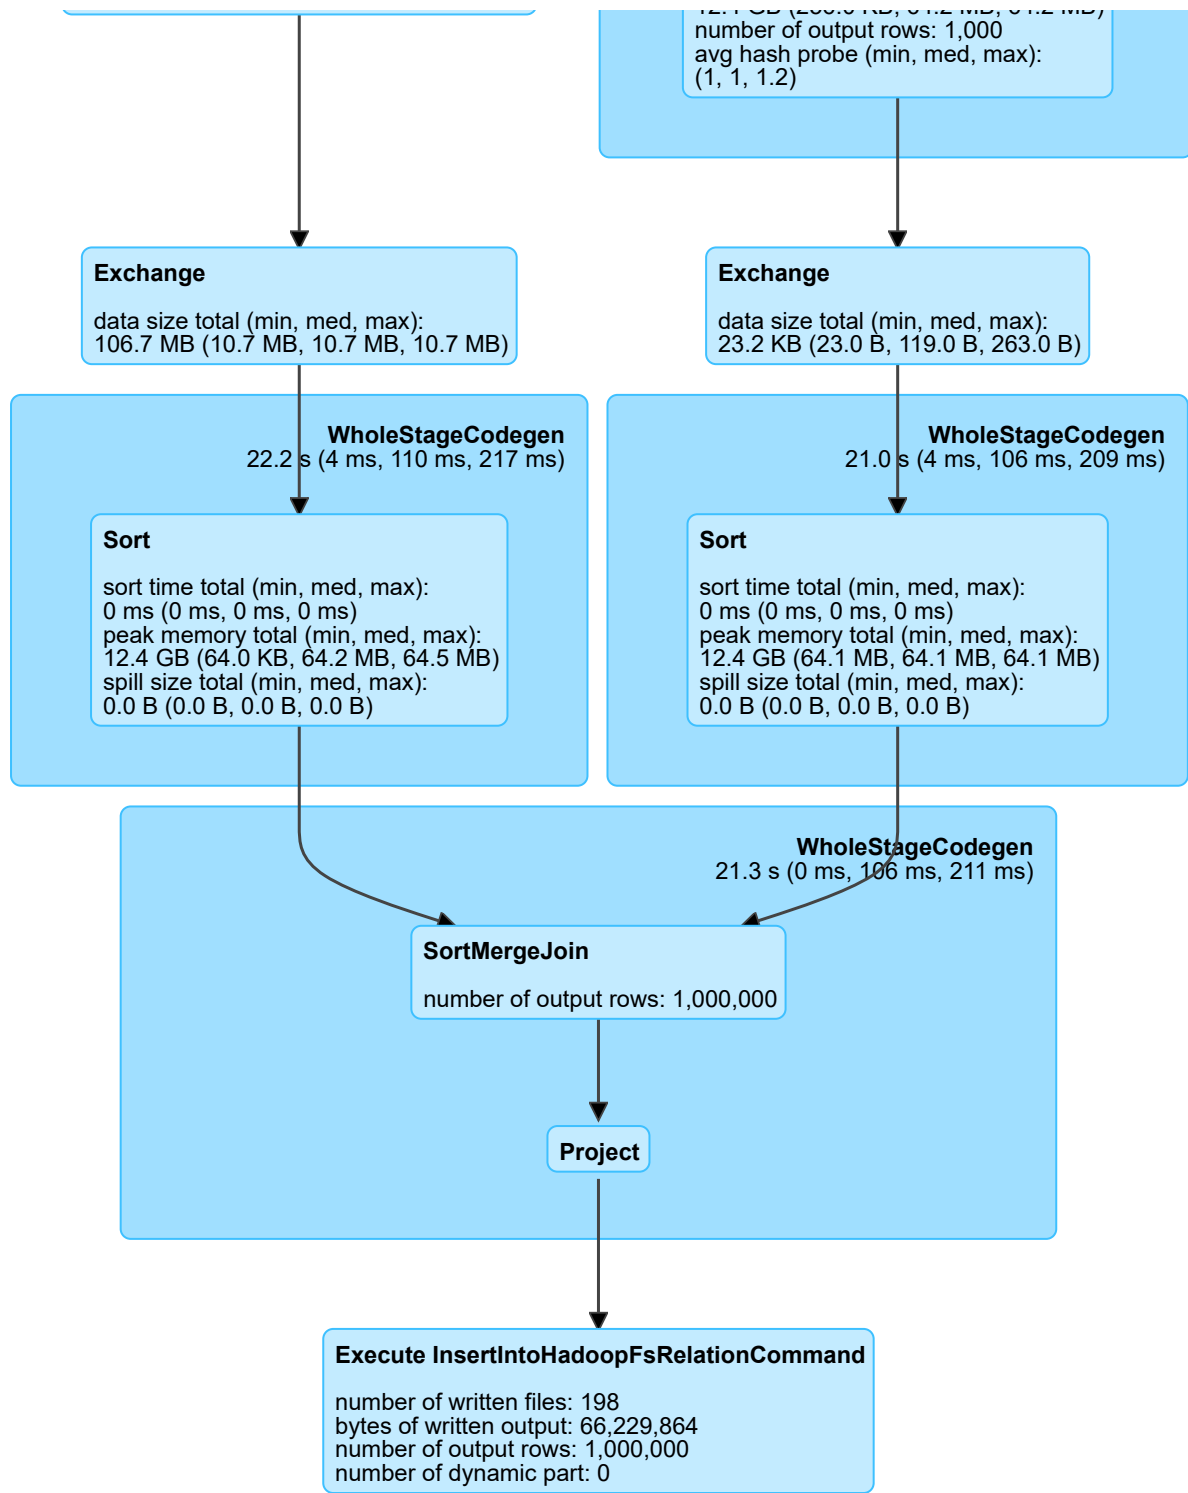 number of output rows: 1,000
avg hash probe (min, med, max):
(1, 1, 1.2)
Exchange
data size total (min, med, max):
106.7 MB (10.7 MB, 10.7 MB, 10.7 MB)
Exchange
data size total (min, med, max):
23.2 KB (23.0 B, 119.0 B, 263.0 B)
WholeStageCodegen
22.2 s (4 ms, 110 ms, 217 ms)
Sort
sort time total (min, med, max):
0 ms (0 ms, 0 ms, 0 ms)
peak memory total (min, med, max):
12.4 GB (64.0 KB, 64.2 MB, 64.5 MB)
spill size total (min, med, max):
0.0 B (0.0 B, 0.0 B, 0.0 B)
WholeStageCodegen
21.0 s (4 ms, 106 ms, 209 ms)
Sort
sort time total (min, med, max):
0 ms (0 ms, 0 ms, 0 ms)
peak memory total (min, med, max):
12.4 GB (64.1 MB, 64.1 MB, 64.1 MB)
spill size total (min, med, max):
0.0 B (0.0 B, 0.0 B, 0.0 B)
WholeStageCodegen
21.3 s (0 ms, 106 ms, 211 ms)
SortMergeJoin
number of output rows: 1,000,000
Project
Execute InsertIntoHadoopFsRelationCommand
number of written files: 198
bytes of written output: 66,229,864
number of output rows: 1,000,000
number of dynamic part: 0